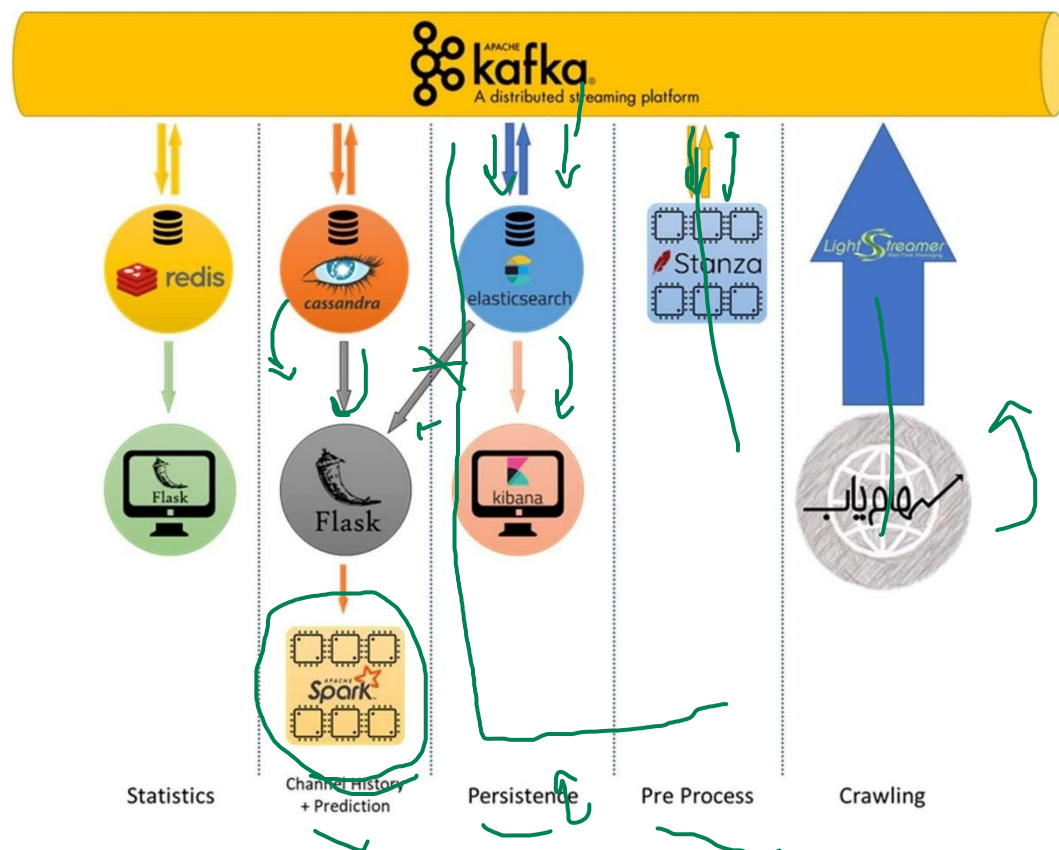 APACHE
kafka®
A distributed streaming platform
redis
cassandra
elasticsearch
Stanza
LightStreamer
Real-Time Messaging
Flask
Flask
kibana
سهام یاب
APACHE
Spark
Statistics
Channel History
+ Prediction
Persistence
Pre Process
Crawling